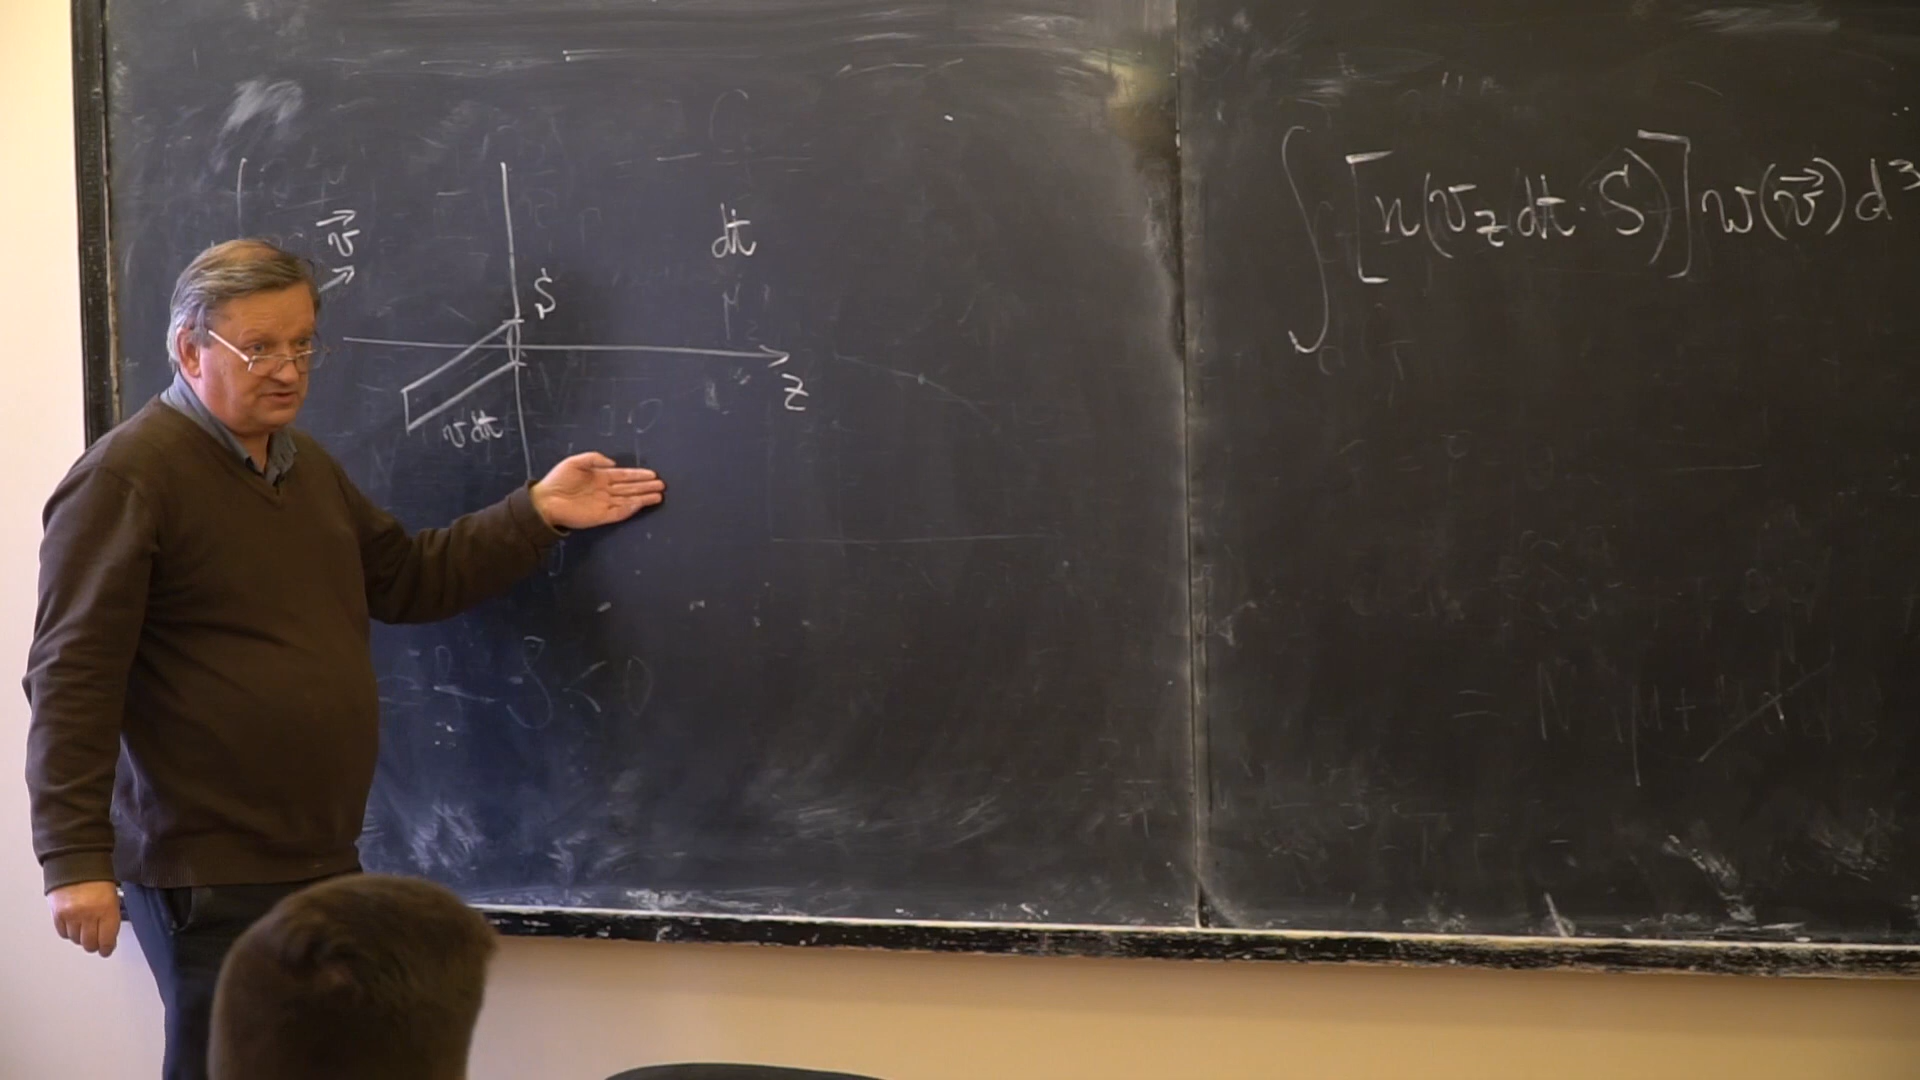 v⃗
dt
S
z
v dt
∫ [n(v_z dt · S)] w(v⃗) d³